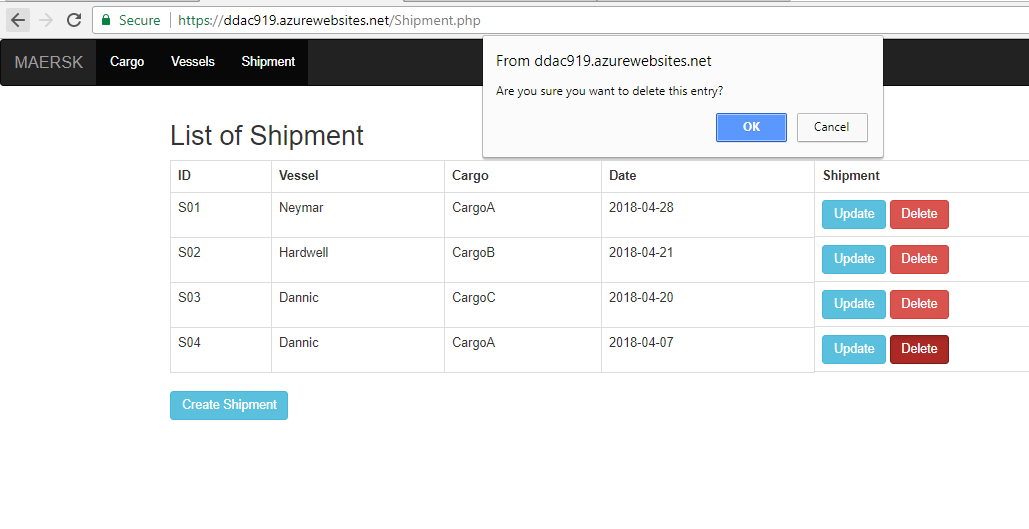 Secure https://ddac919.azurewebsites.net/Shipment.php
MAERSK Cargo Vessels Shipment
From ddac919.azurewebsites.net
Are you sure you want to delete this entry?
OK Cancel
List of Shipment
ID Vessel Cargo Date Shipment
S01 Neymar CargoA 2018-04-28 Update Delete
S02 Hardwell CargoB 2018-04-21 Update Delete
S03 Dannic CargoC 2018-04-20 Update Delete
S04 Dannic CargoA 2018-04-07 Update Delete
Create Shipment